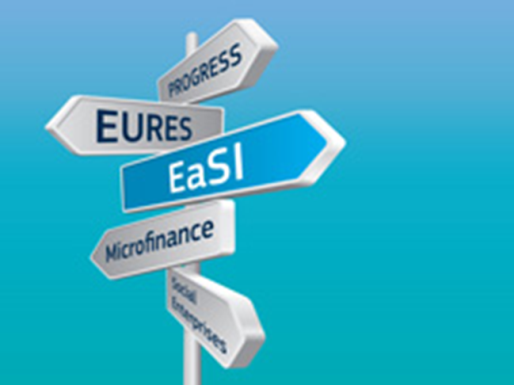 PROGRESS
EURES
EaSI
Microfinance
Social
Enterprises